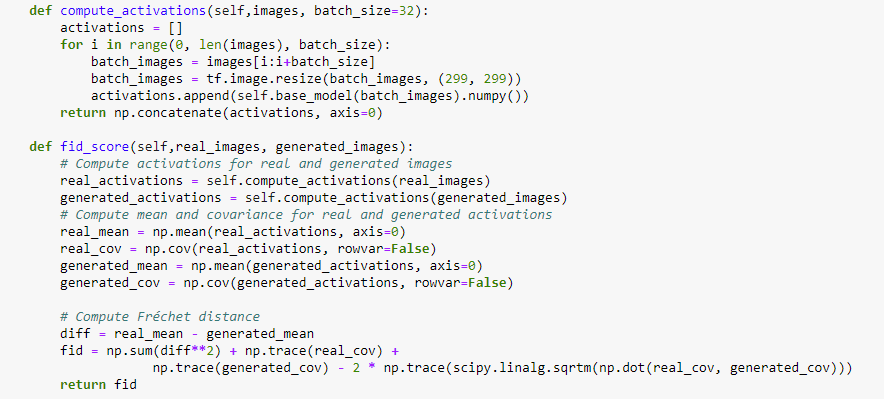 def compute_activations(self,images, batch_size=32):
    activations = []
    for i in range(0, len(images), batch_size):
        batch_images = images[i:i+batch_size]
        batch_images = tf.image.resize(batch_images, (299, 299))
        activations.append(self.base_model(batch_images).numpy())
    return np.concatenate(activations, axis=0)

def fid_score(self,real_images, generated_images):
    # Compute activations for real and generated images
    real_activations = self.compute_activations(real_images)
    generated_activations = self.compute_activations(generated_images)
    # Compute mean and covariance for real and generated activations
    real_mean = np.mean(real_activations, axis=0)
    real_cov = np.cov(real_activations, rowvar=False)
    generated_mean = np.mean(generated_activations, axis=0)
    generated_cov = np.cov(generated_activations, rowvar=False)

    # Compute Fréchet distance
    diff = real_mean - generated_mean
    fid = np.sum(diff**2) + np.trace(real_cov) +
                np.trace(generated_cov) - 2 * np.trace(scipy.linalg.sqrtm(np.dot(real_cov, generated_cov)))
    return fid